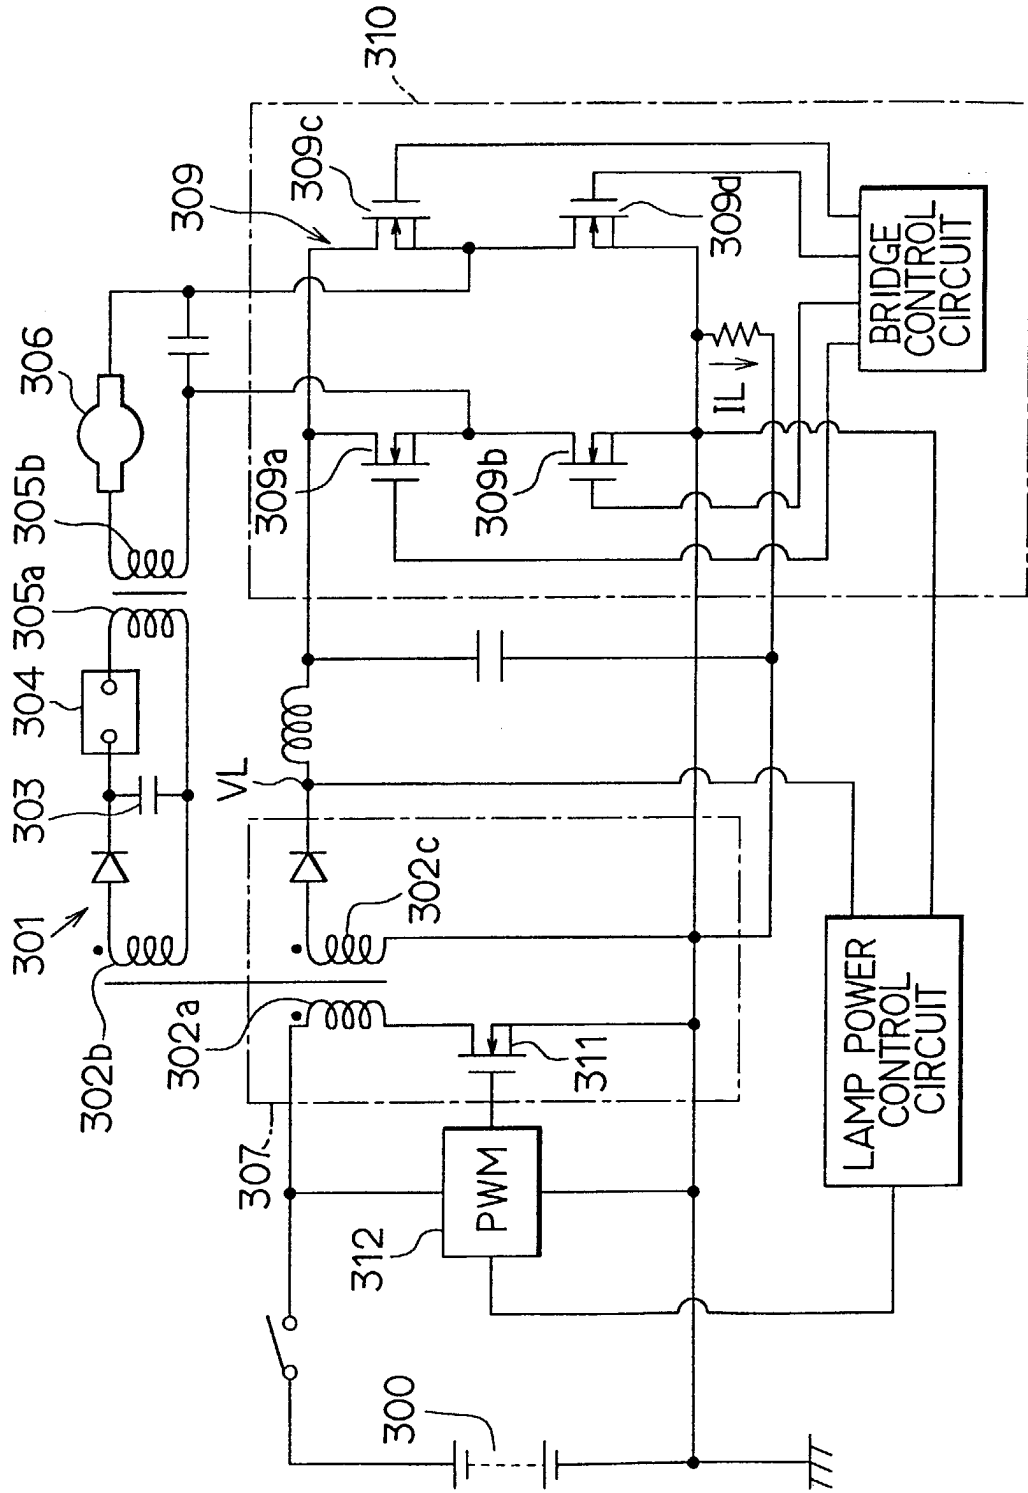 301
303
304
305a
305b
306
302b
302a
302c
VL
307
312
PWM
311
300
309
309c
309a
309b
309d
310
IL
BRIDGE
CONTROL
CIRCUIT
LAMP POWER
CONTROL
CIRCUIT